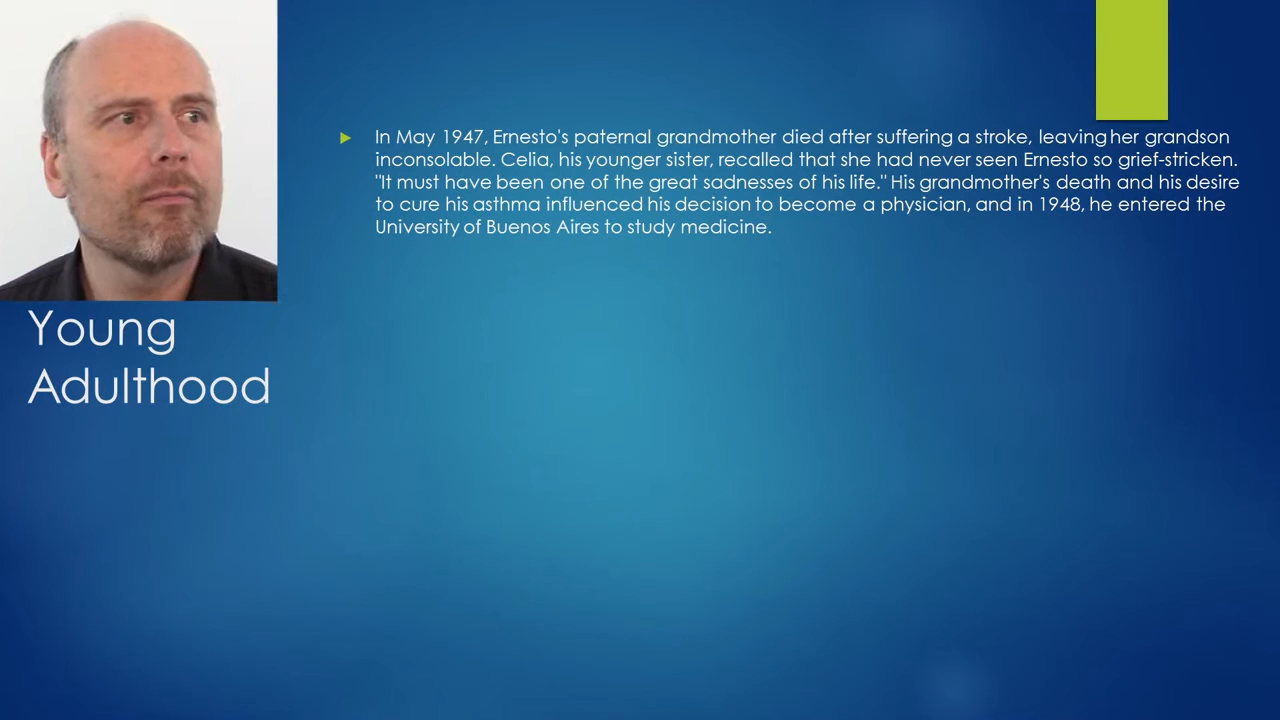 Young
Adulthood
In May 1947, Ernesto's paternal grandmother died after suffering a stroke, leaving her grandson
inconsolable. Celia, his younger sister, recalled that she had never seen Ernesto so grief-stricken.
"It must have been one of the great sadnesses of his life." His grandmother's death and his desire
to cure his asthma influenced his decision to become a physician, and in 1948, he entered the
University of Buenos Aires to study medicine.